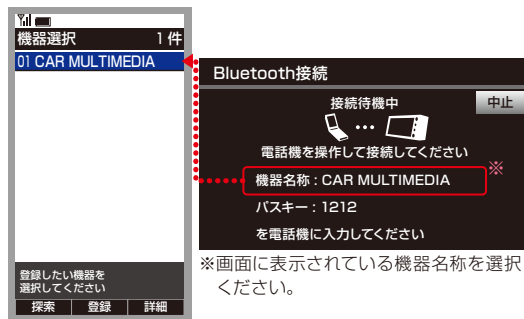 機器選択 1件
01 CAR MULTIMEDIA
登録したい機器を
選択してください
探索 登録 詳細
Bluetooth接続
接続待機中
中止
電話機を操作して接続してください
機器名称 : CAR MULTIMEDIA
※
パスキー : 1212
を電話機に入力してください
※画面に表示されている機器名称を選択
ください。